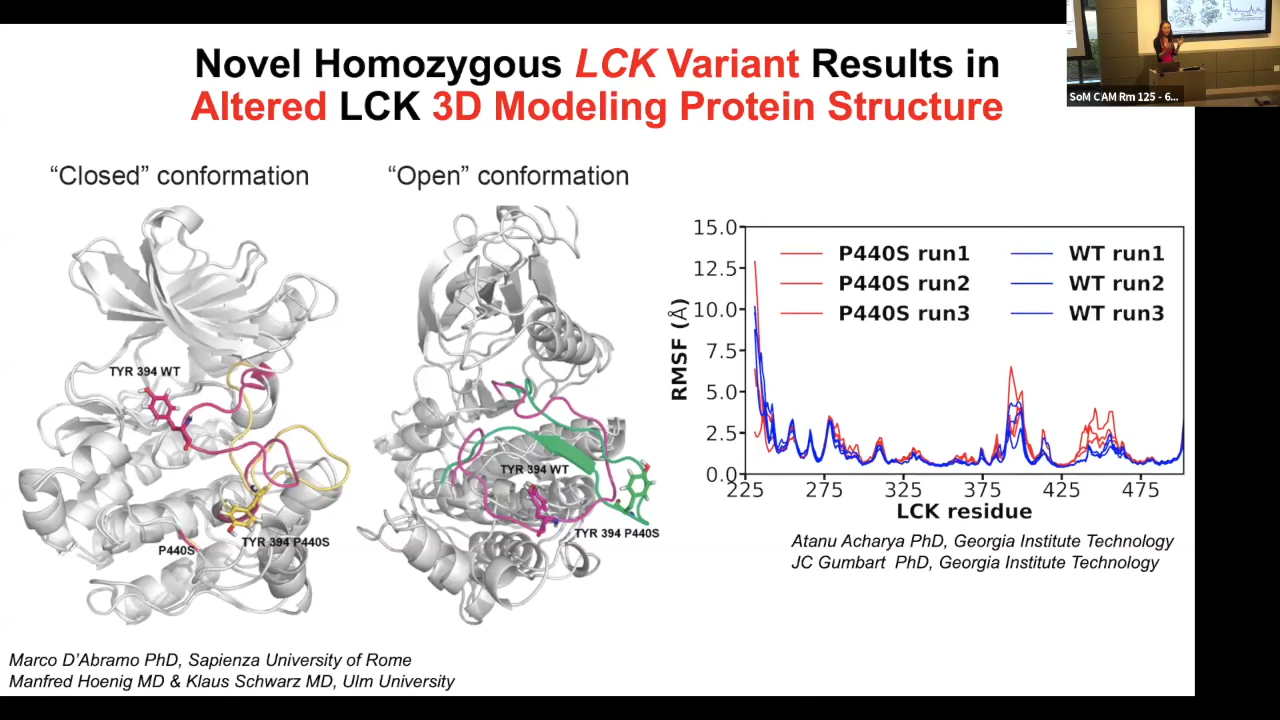 Novel Homozygous LCK Variant Results in
Altered LCK 3D Modeling Protein Structure
SoM CAM Rm 125 - 6...
"Closed" conformation
"Open" conformation
TYR 394 WT
P440S
TYR 394 P440S
TYR 394 WT
TYR 394 P440S
RMSF (Å)
15.0
12.5
10.0
7.5
5.0
2.5
0.0
P440S run1
P440S run2
P440S run3
WT run1
WT run2
WT run3
225 275 325 375 425 475
LCK residue
Atanu Acharya PhD, Georgia Institute Technology
JC Gumbart PhD, Georgia Institute Technology
Marco D'Abramo PhD, Sapienza University of Rome
Manfred Hoenig MD & Klaus Schwarz MD, Ulm University